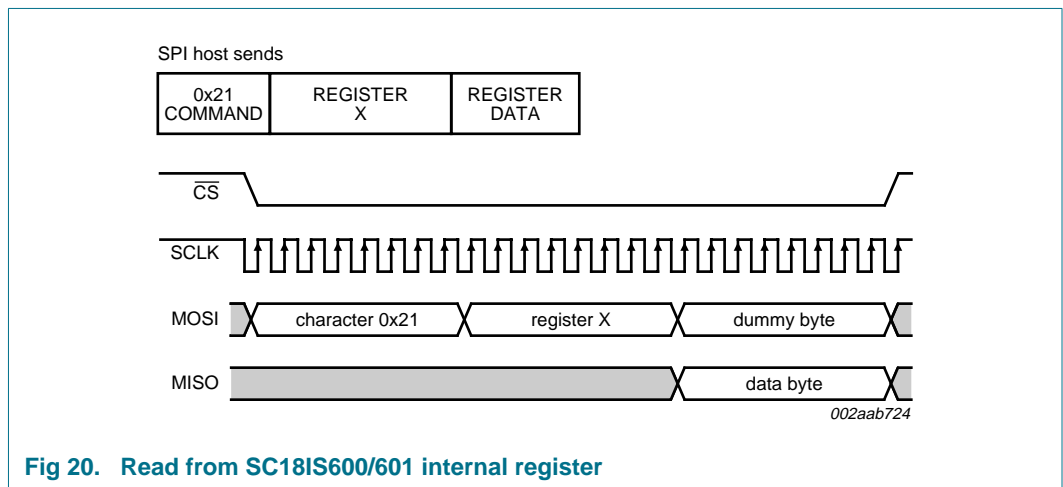 SPI host sends
0x21 COMMAND
REGISTER X
REGISTER DATA
CS
SCLK
MOSI
character 0x21
register X
dummy byte
MISO
data byte
002aab724
Fig 20. Read from SC18IS600/601 internal register